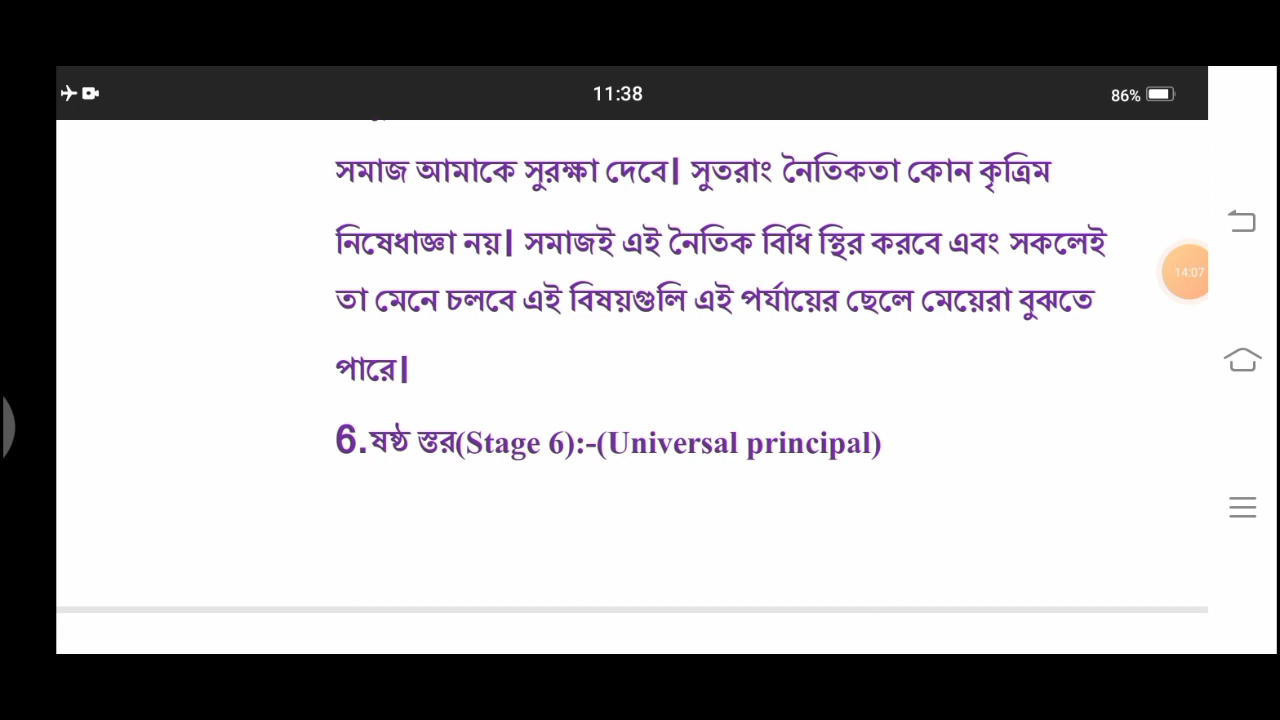 11:38
86%
সমাজ আমাকে সুরক্ষা দেবে| সুতরাং নৈতিকতা কোন কৃত্রিম
নিষেধাজ্ঞা নয়| সমাজই এই নৈতিক বিধি স্থির করবে এবং সকলেই
14:07
তা মেনে চলবে এই বিষয়গুলি এই পর্যায়ের ছেলে মেয়েরা বুঝতে
পারে|
6.ষষ্ঠ স্তর(Stage 6):-(Universal principal)